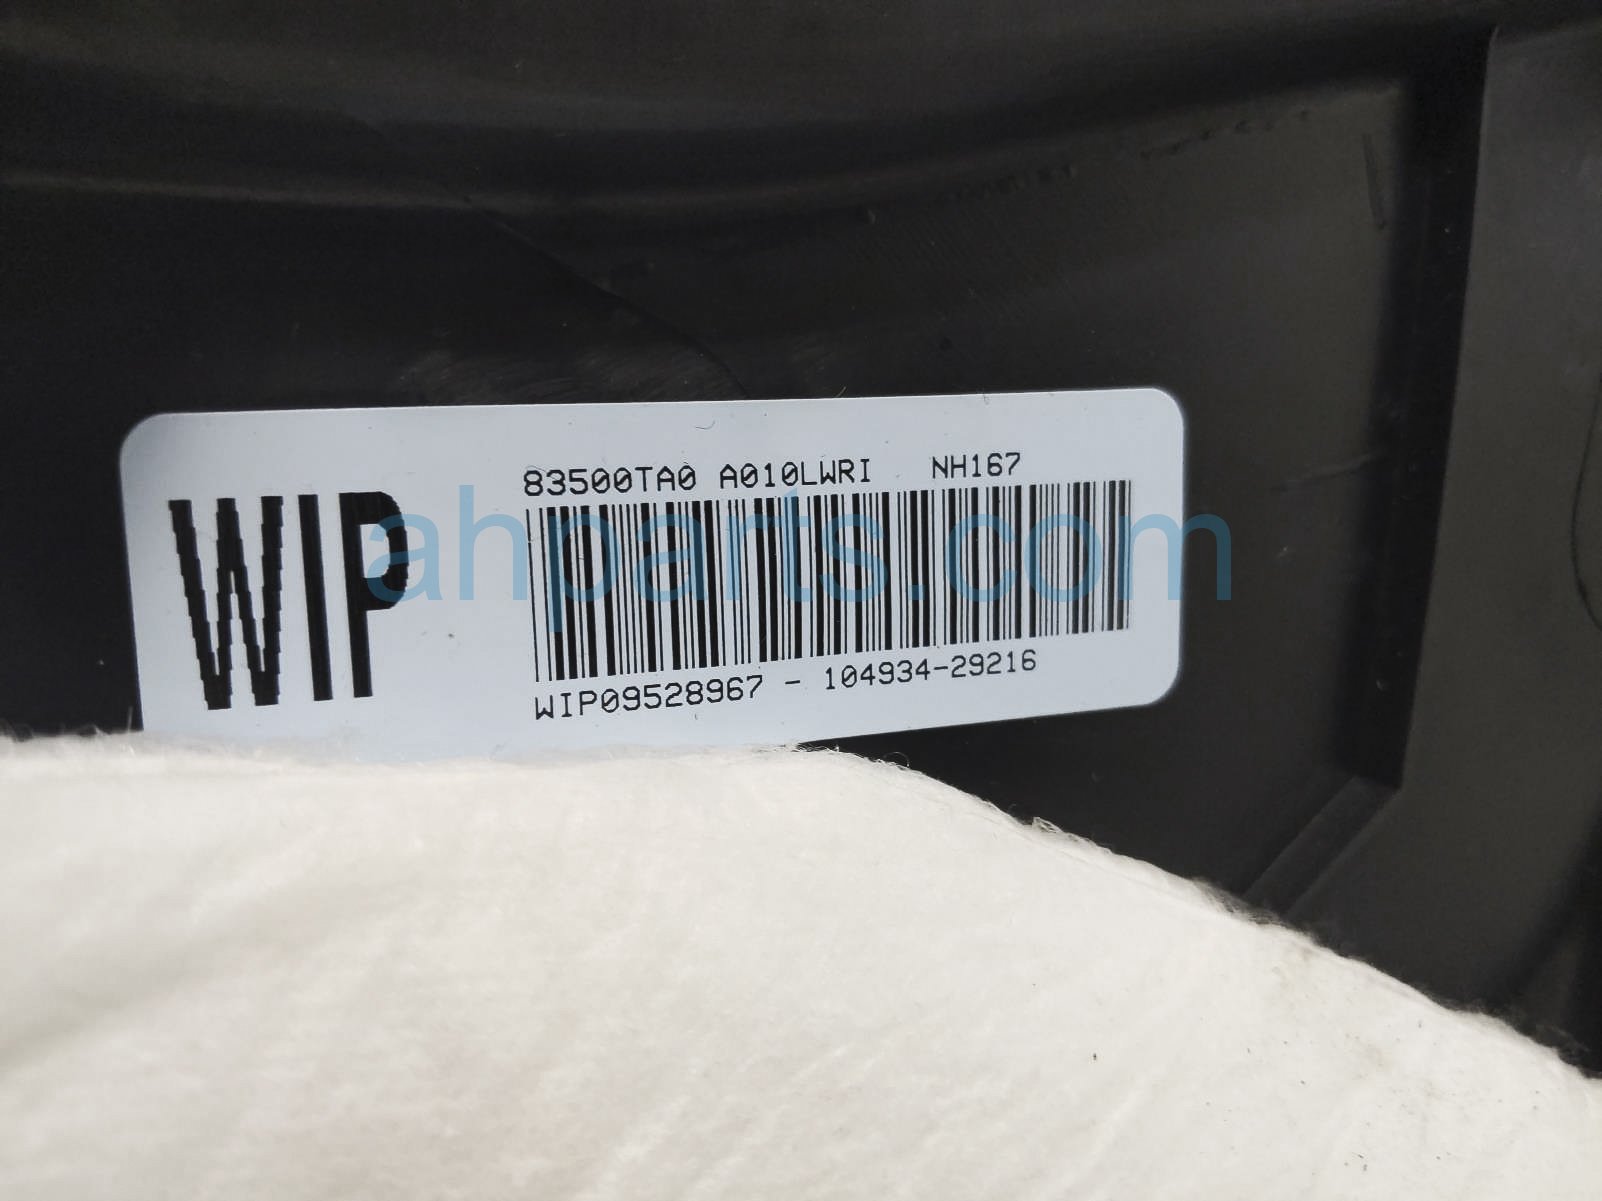 83500TA0 A010LWRI NH167
WIP
ahparts.com
WIP09528967 - 104934-29216